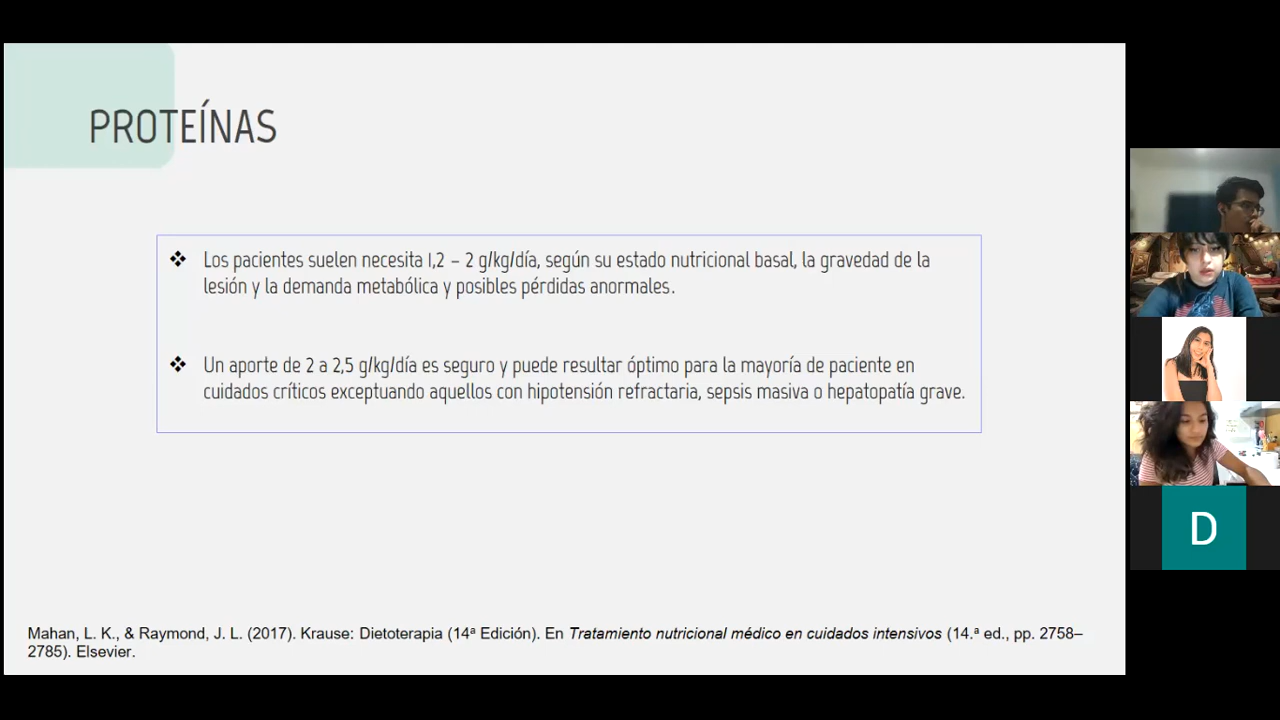 PROTEÍNAS
❖ Los pacientes suelen necesita 1,2 – 2 g/kg/día, según su estado nutricional basal, la gravedad de la
lesión y la demanda metabólica y posibles pérdidas anormales.
❖ Un aporte de 2 a 2,5 g/kg/día es seguro y puede resultar óptimo para la mayoría de paciente en
cuidados críticos exceptuando aquellos con hipotensión refractaria, sepsis masiva o hepatopatía grave.
Mahan, L. K., & Raymond, J. L. (2017). Krause: Dietoterapia (14ª Edición). En Tratamiento nutricional médico en cuidados intensivos (14.ª ed., pp. 2758–
2785). Elsevier.
D